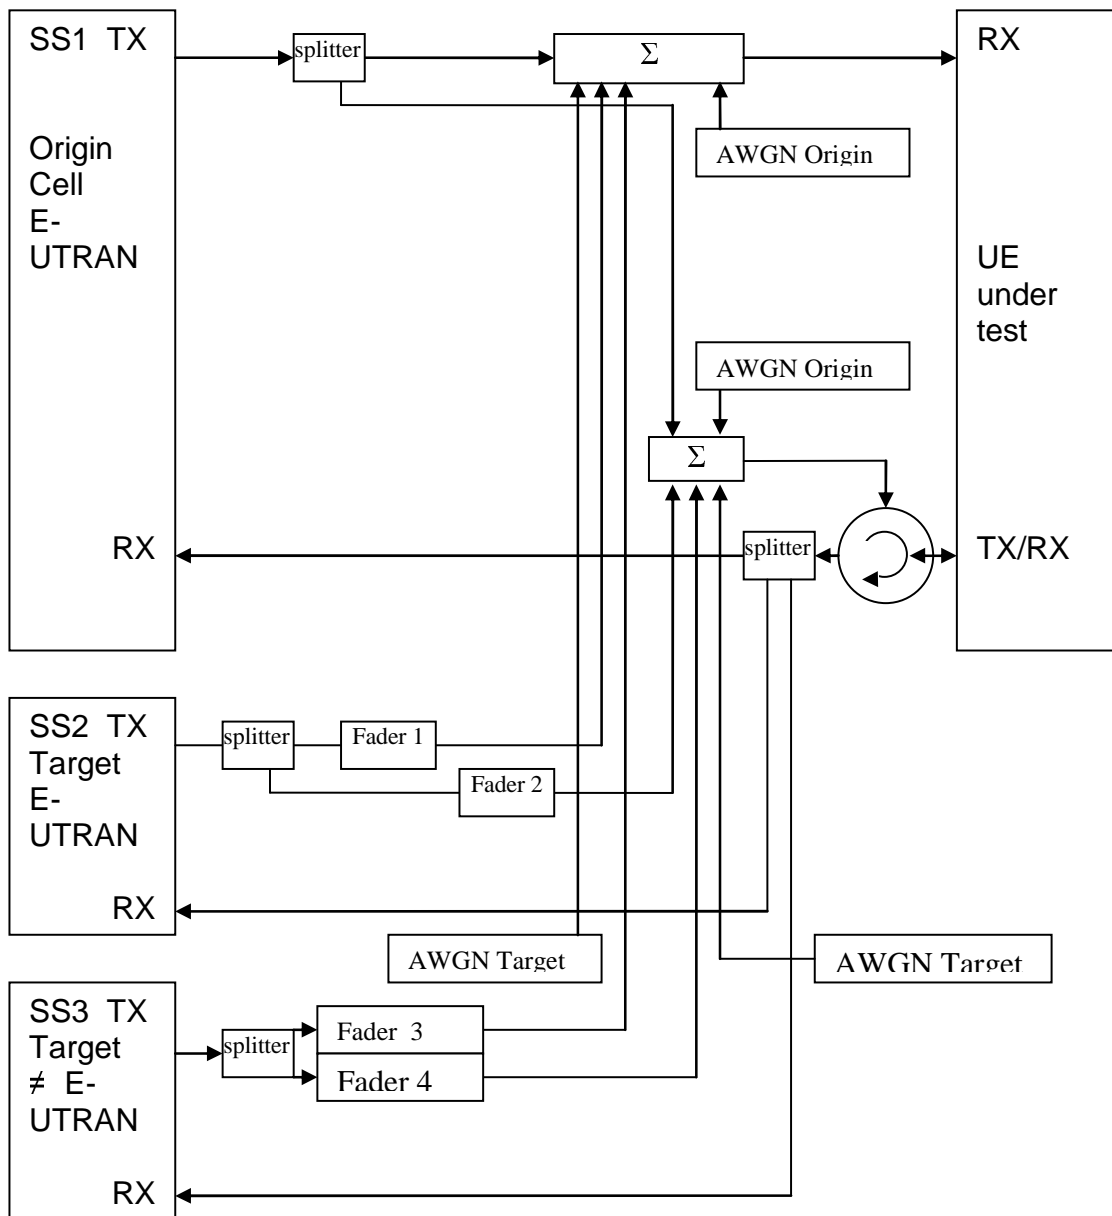 SS1 TX
splitter
Σ
RX
Origin
Cell
E-
UTRAN
AWGN Origin
UE
under
test
AWGN Origin
Σ
RX
splitter
TX/RX
SS2 TX
Target
E-
UTRAN
splitter
Fader 1
Fader 2
RX
AWGN Target
AWGN Target
SS3 TX
Target
≠ E-
UTRAN
splitter
Fader 3
Fader 4
RX